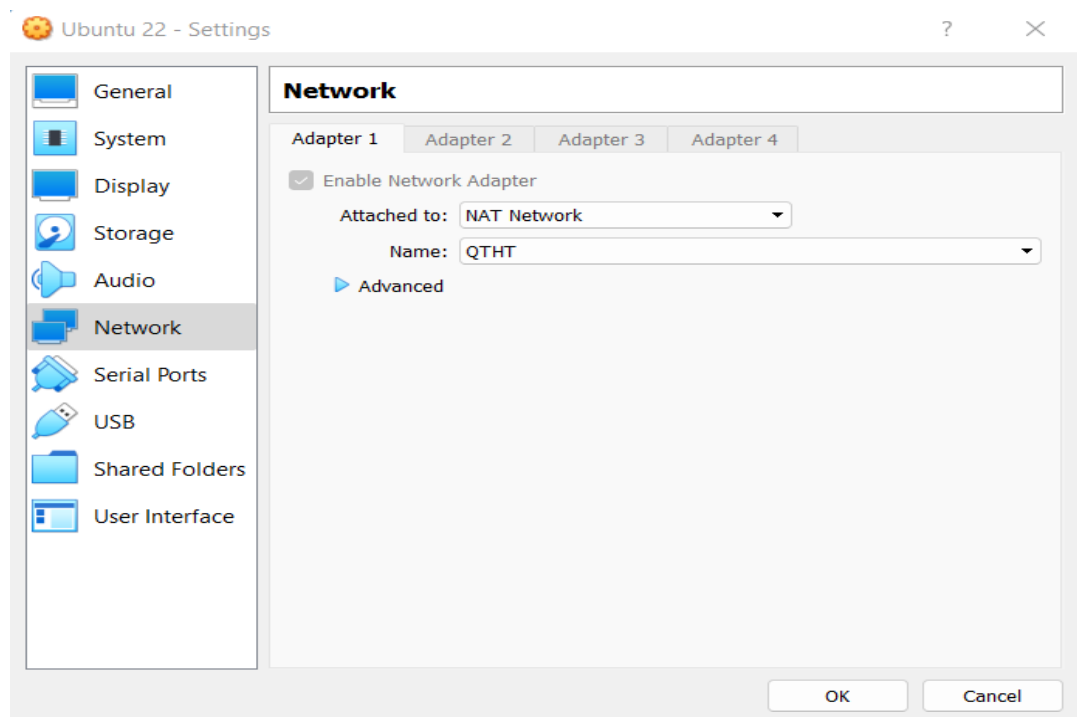 Ubuntu 22 - Settings ?
General
System
Display
Storage
Audio
Network
Serial Ports
USB
Shared Folders
User Interface
Network
Adapter 1 Adapter 2 Adapter 3 Adapter 4
Enable Network Adapter
Attached to: NAT Network
Name: QTHT
Advanced
OK Cancel